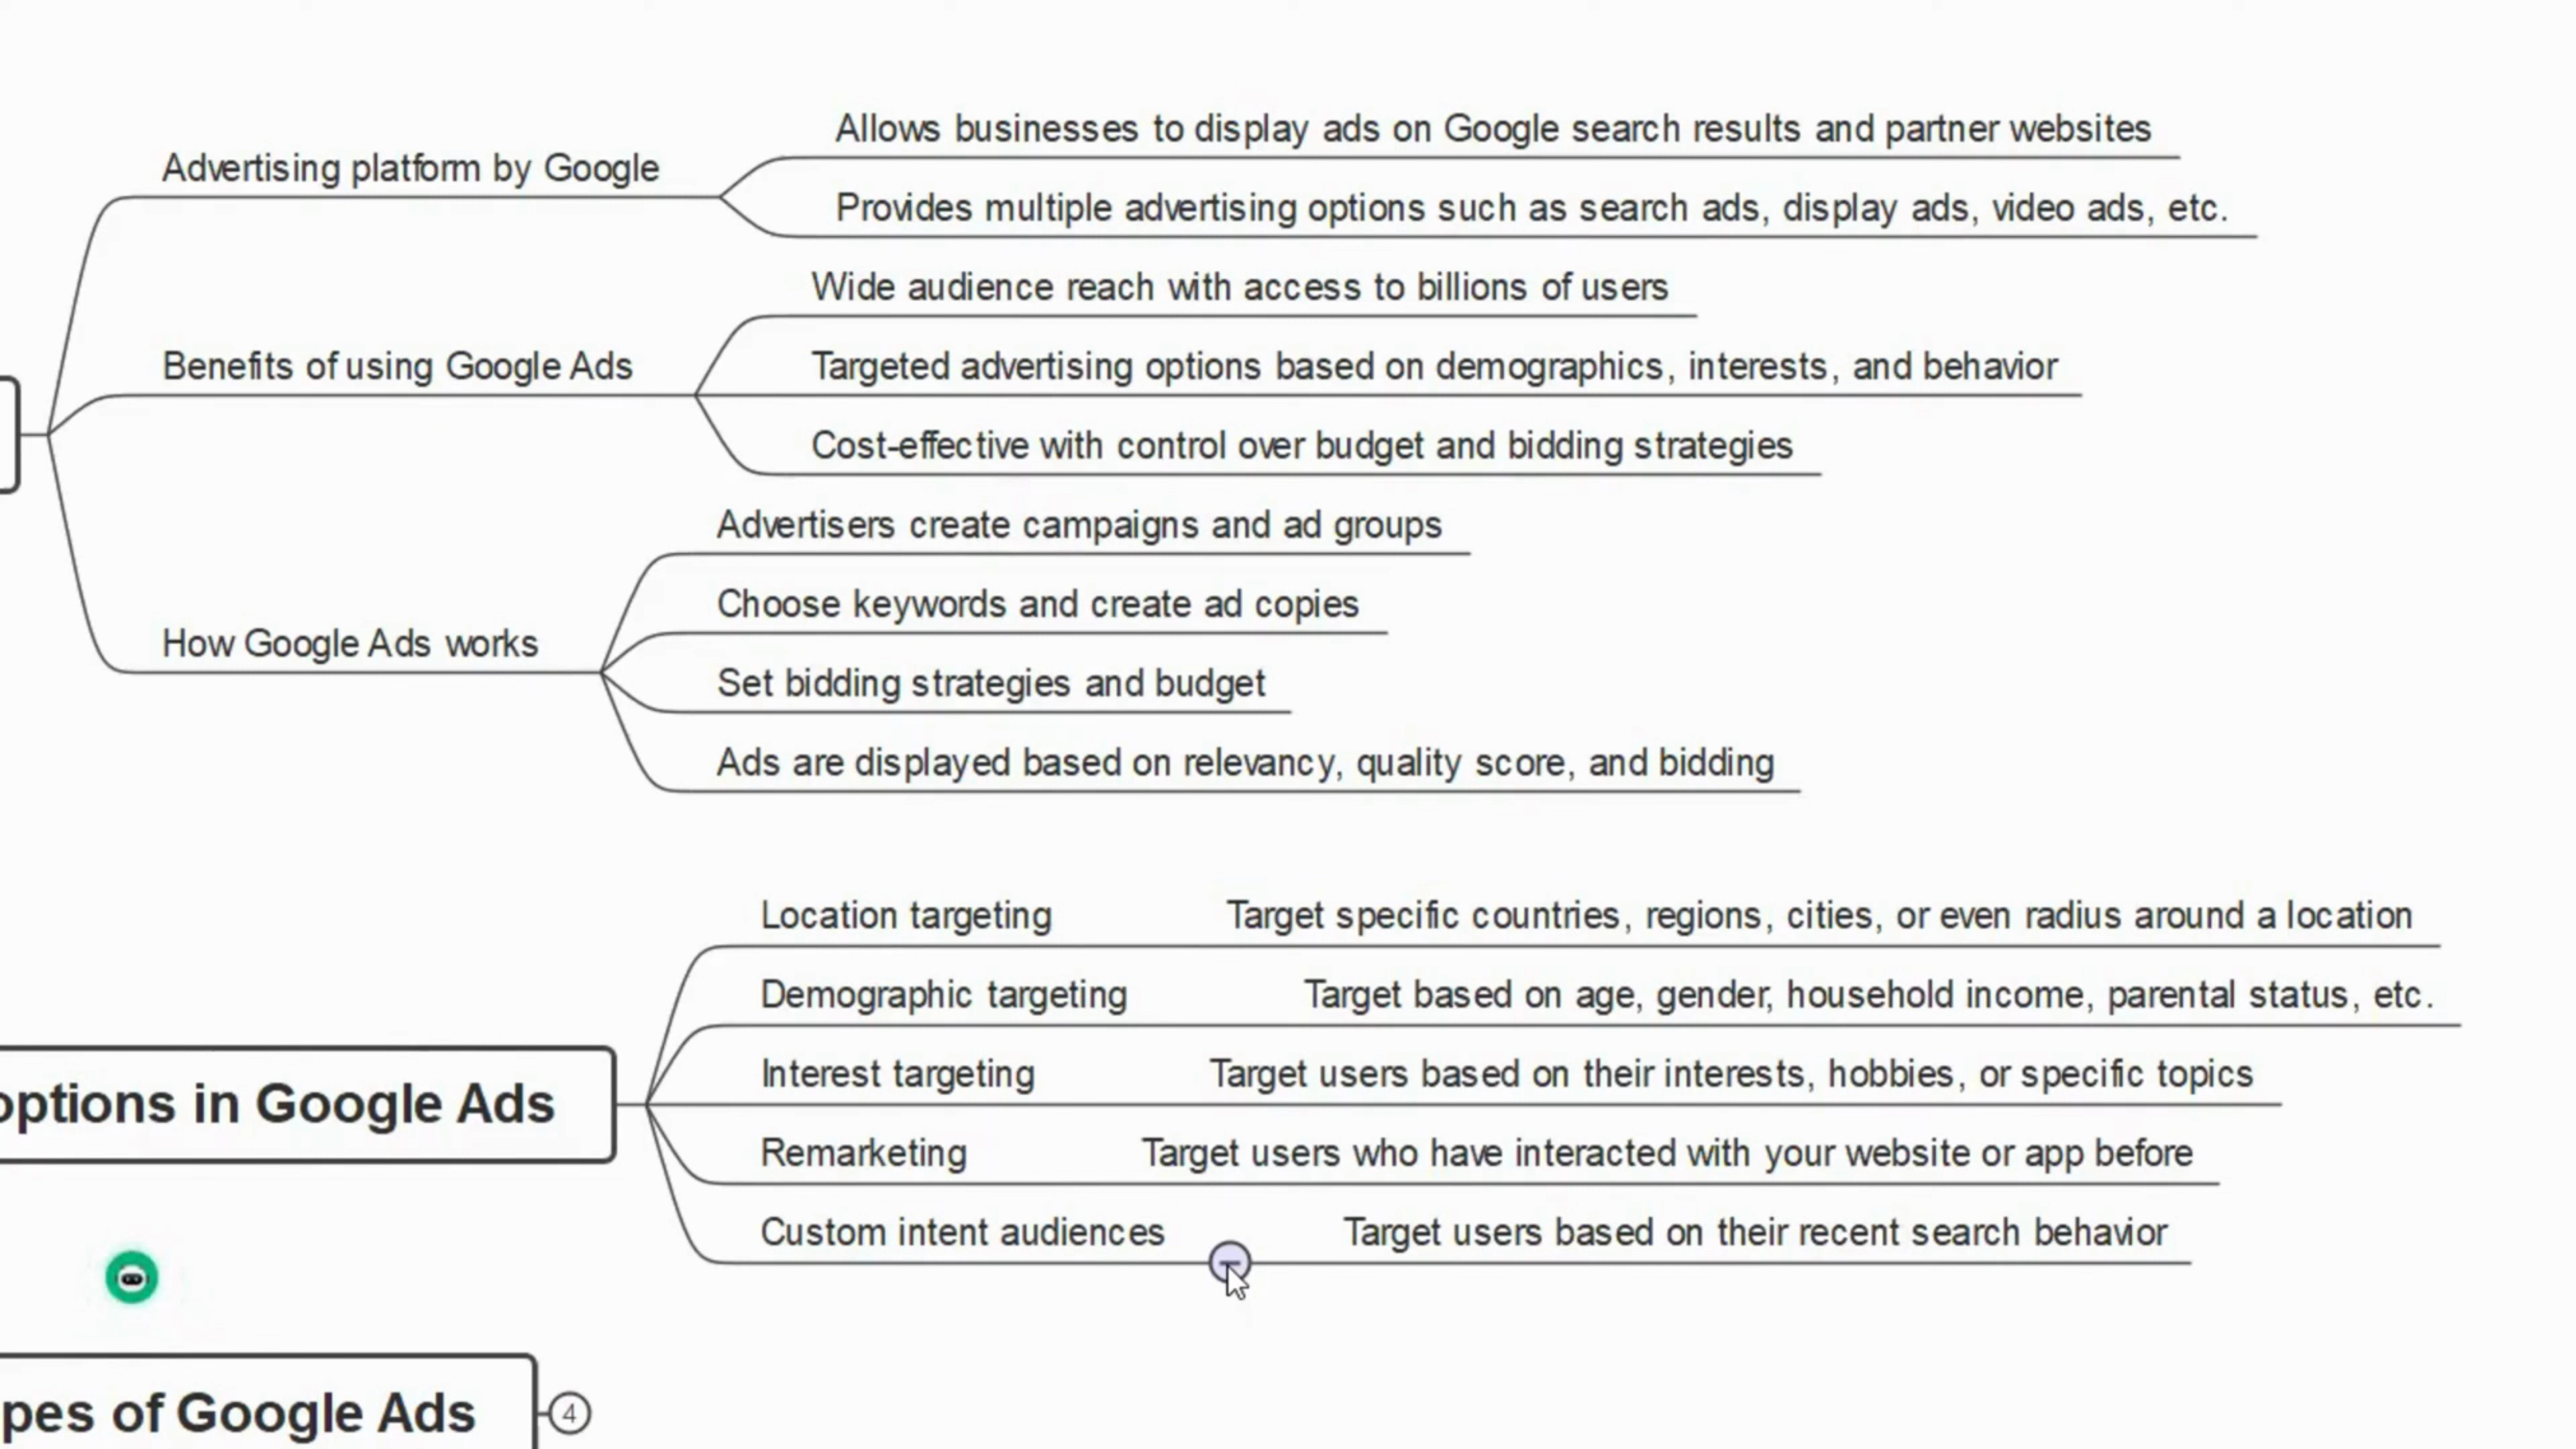 Advertising platform by Google
Allows businesses to display ads on Google search results and partner websites
Provides multiple advertising options such as search ads, display ads, video ads, etc.
Benefits of using Google Ads
Wide audience reach with access to billions of users
Targeted advertising options based on demographics, interests, and behavior
Cost-effective with control over budget and bidding strategies
How Google Ads works
Advertisers create campaigns and ad groups
Choose keywords and create ad copies
Set bidding strategies and budget
Ads are displayed based on relevancy, quality score, and bidding
options in Google Ads
Location targeting
Target specific countries, regions, cities, or even radius around a location
Demographic targeting
Target based on age, gender, household income, parental status, etc.
Interest targeting
Target users based on their interests, hobbies, or specific topics
Remarketing
Target users who have interacted with your website or app before
Custom intent audiences
Target users based on their recent search behavior
pes of Google Ads
4